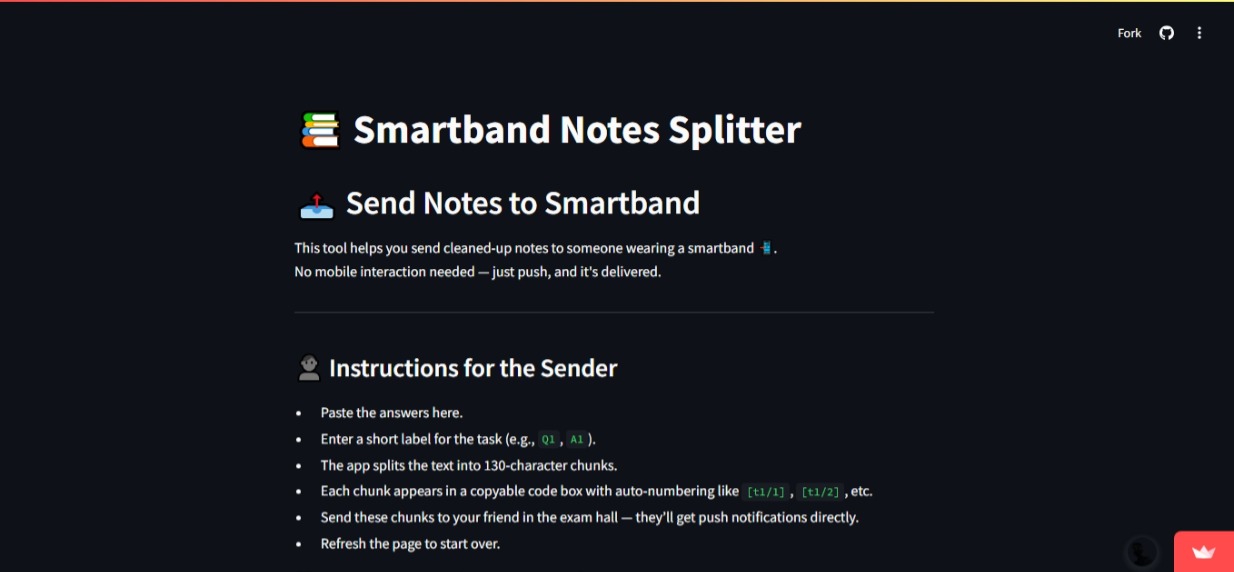 Fork
Smartband Notes Splitter
Send Notes to Smartband
This tool helps you send cleaned-up notes to someone wearing a smartband .
No mobile interaction needed — just push, and it's delivered.
Instructions for the Sender
• Paste the answers here.
• Enter a short label for the task (e.g., Q1 , A1 ).
• The app splits the text into 130-character chunks.
• Each chunk appears in a copyable code box with auto-numbering like [t1/1] , [t1/2] , etc.
• Send these chunks to your friend in the exam hall — they'll get push notifications directly.
• Refresh the page to start over.